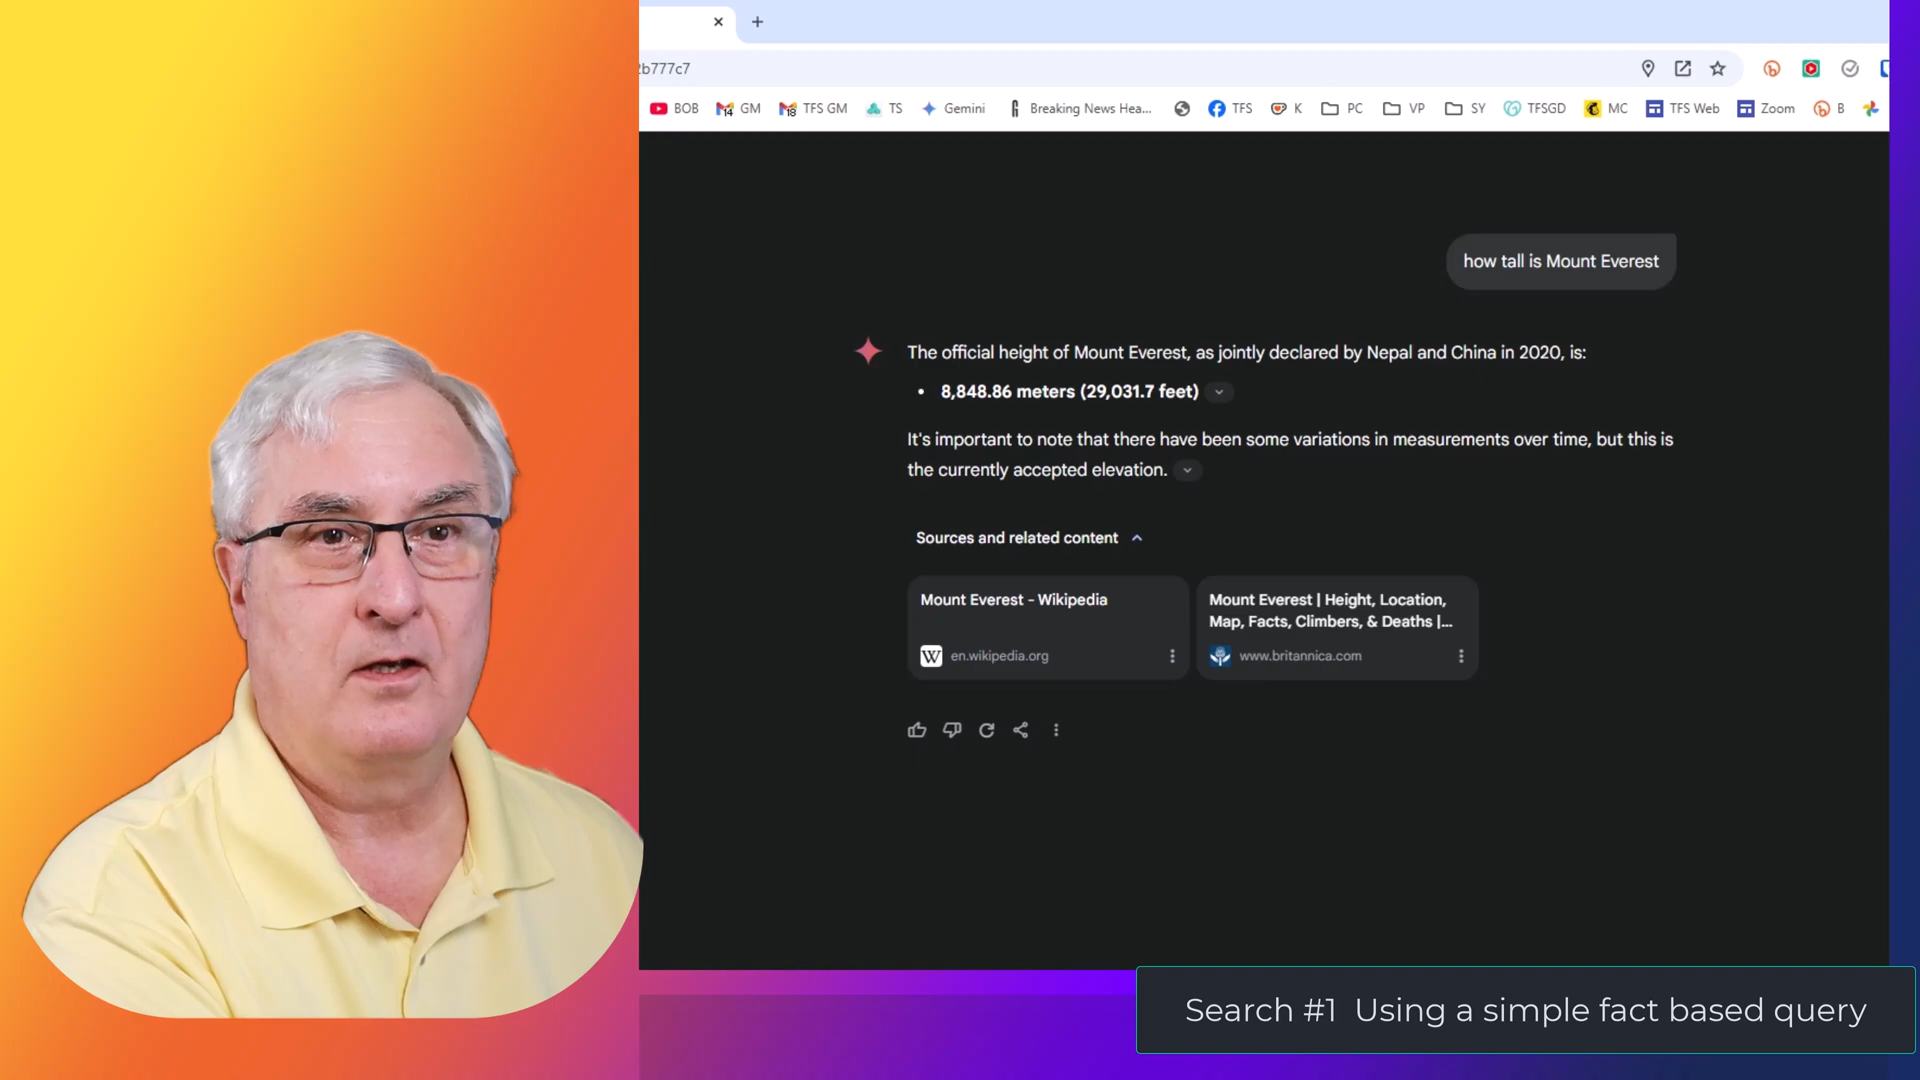 2b777c7
BOB
14 GM
18 TFS GM
TS
Gemini
Breaking News Hea...
TFS
K
PC
VP
SY
TFSGD
MC
TFS Web
Zoom
B
how tall is Mount Everest
The official height of Mount Everest, as jointly declared by Nepal and China in 2020, is:
• 8,848.86 meters (29,031.7 feet)
It's important to note that there have been some variations in measurements over time, but this is
the currently accepted elevation.
Sources and related content
Mount Everest - Wikipedia
W en.wikipedia.org
Mount Everest | Height, Location,
Map, Facts, Climbers, & Deaths |...
www.britannica.com
Search #1 Using a simple fact based query